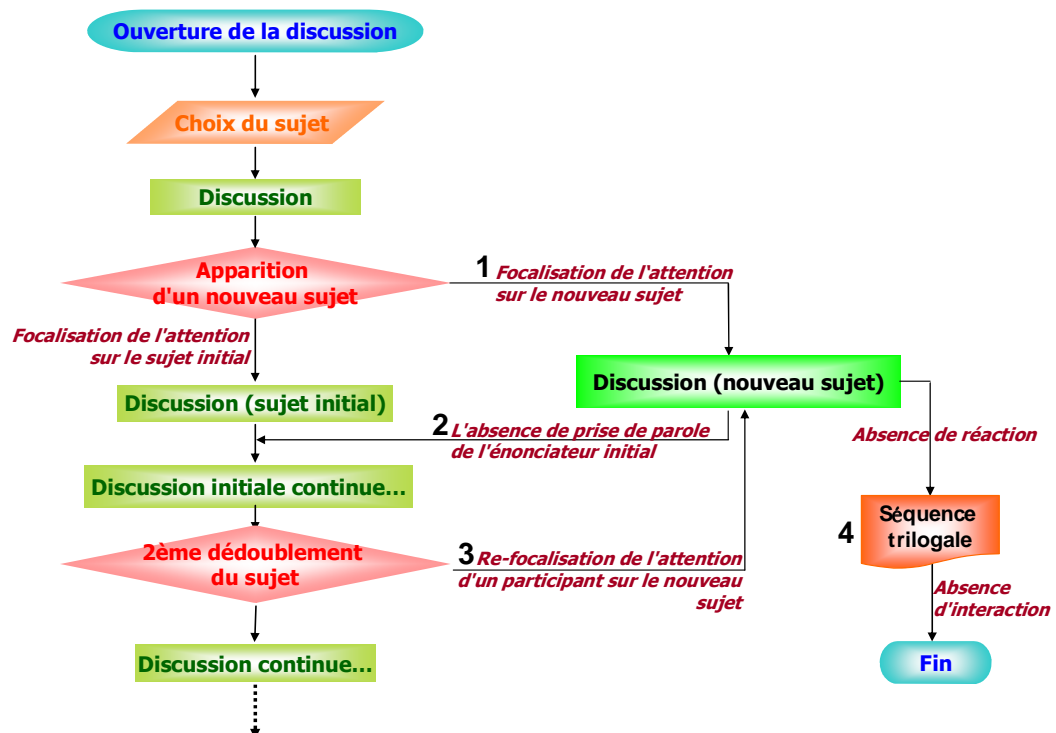 Ouverture de la discussion
Choix du sujet
Discussion
Apparition
d'un nouveau sujet
1 Focalisation de l'attention
sur le nouveau sujet
Focalisation de l'attention
sur le sujet initial
Discussion (nouveau sujet)
Discussion (sujet initial)
2 L'absence de prise de parole
de l'énonciateur initial
Absence de réaction
Discussion initiale continue...
4
Séquence
trilogale
2ème dédoublement
du sujet
3 Re-focalisation de l'attention
d'un participant sur le nouveau
sujet
Absence
d'interaction
Discussion continue...
Fin